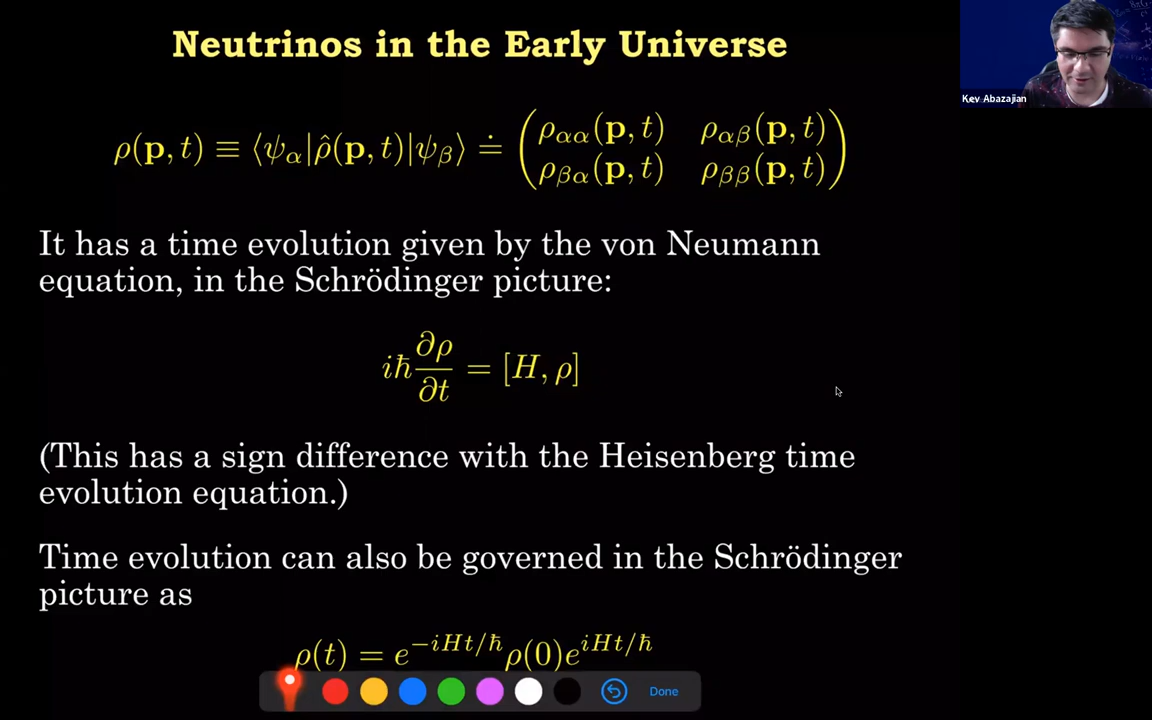 Neutrinos in the Early Universe
Kev Abazajian
ρ(𝐩, t) ≡ ⟨ψ_α|ρ̂(𝐩, t)|ψ_β⟩ ≐ ( ρ_αα(𝐩, t) ρ_αβ(𝐩, t)
ρ_βα(𝐩, t) ρ_ββ(𝐩, t) )
It has a time evolution given by the von Neumann
equation, in the Schrödinger picture:
iħ ∂ρ/∂t = [H, ρ]
(This has a sign difference with the Heisenberg time
evolution equation.)
Time evolution can also be governed in the Schrödinger
picture as
ρ(t) = e^{−iHt/ħ}ρ(0)e^{iHt/ħ}
Done